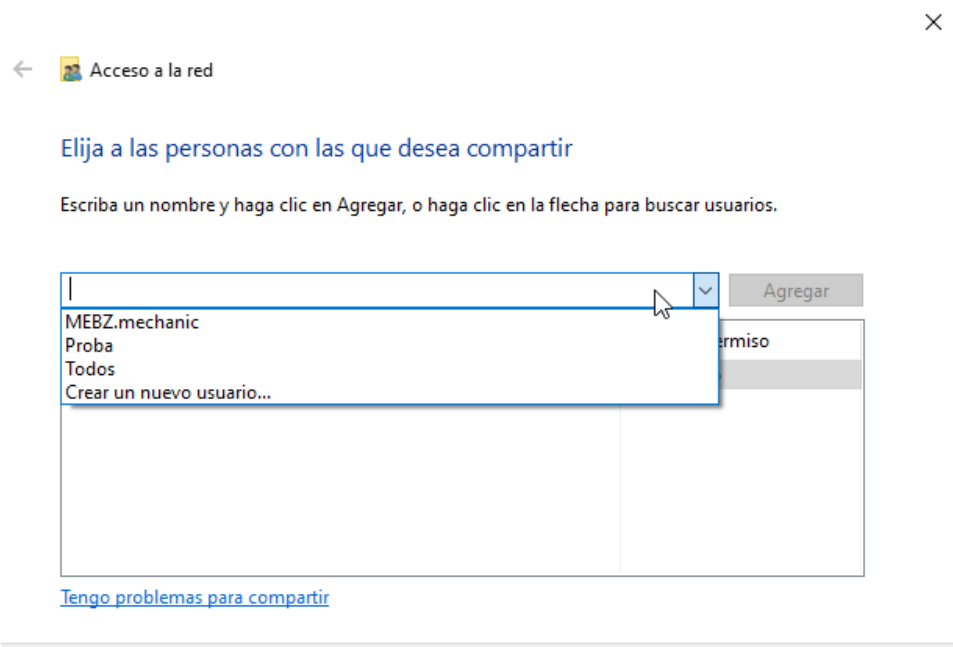 Acceso a la red
Elija a las personas con las que desea compartir
Escriba un nombre y haga clic en Agregar, o haga clic en la flecha para buscar usuarios.
Agregar
MEBZ.mechanic
Proba
Todos
Crear un nuevo usuario...
ermiso
Tengo problemas para compartir